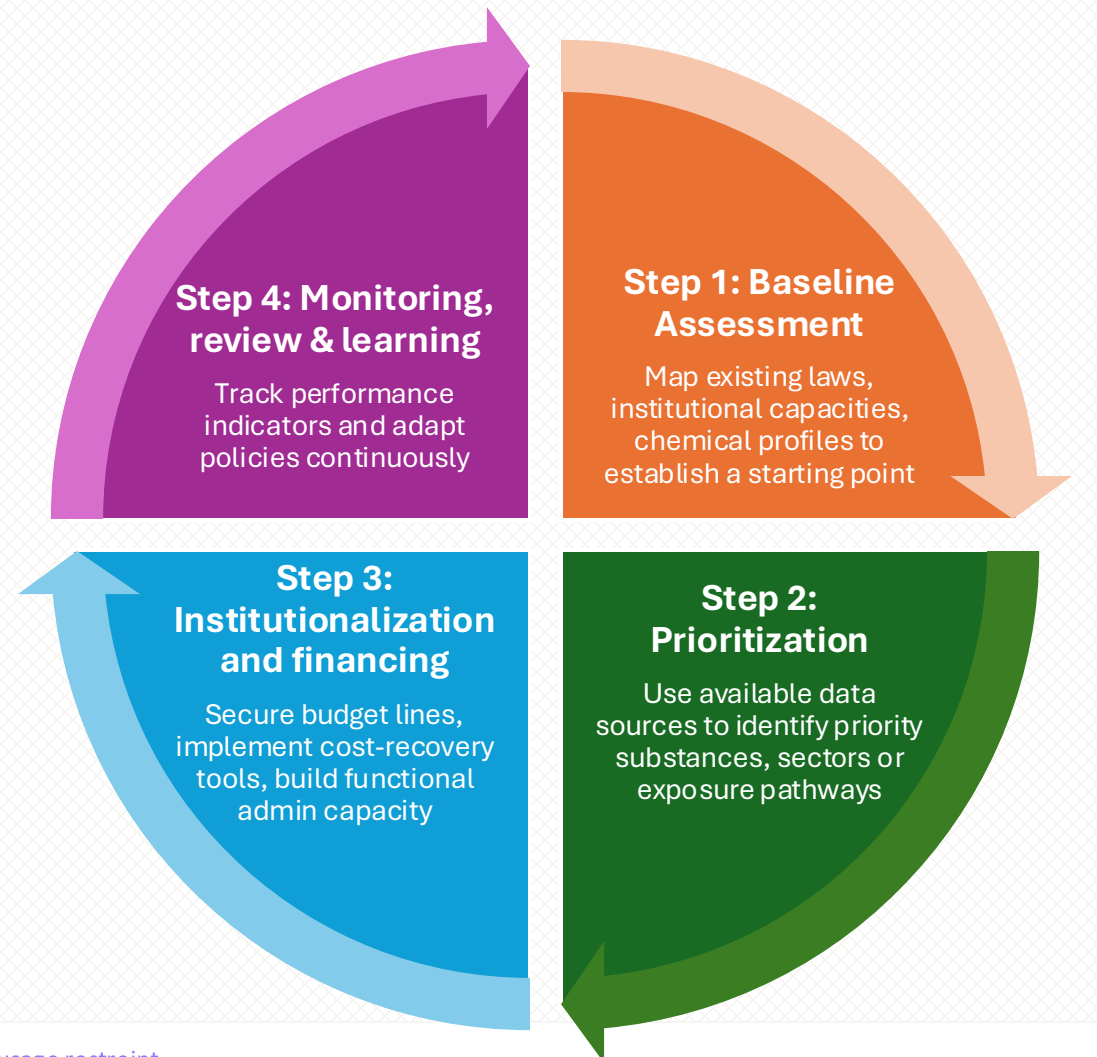 Step 1: Baseline
Assessment
Map existing laws,
institutional capacities,
chemical profiles to
establish a starting point
Step 2:
Prioritization
Use available data
sources to identify priority
substances, sectors or
exposure pathways
Step 3:
Institutionalization
and financing
Secure budget lines,
implement cost-recovery
tools, build functional
admin capacity
Step 4: Monitoring,
review & learning
Track performance
indicators and adapt
policies continuously
restraint